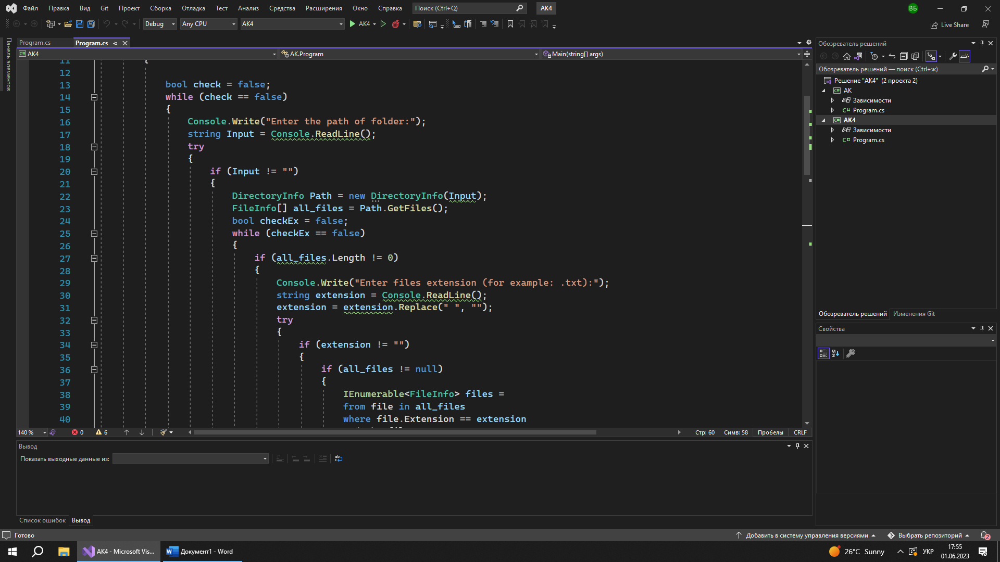 Файл Правка Вид Git Проект Сборка Отладка Тест Анализ Средства Расширения Окно Справка Поиск (Ctrl+Q) AK4 ВБ
Debug Any CPU AK4 AK4 Live Share
Панель элементов
Program.cs Program.cs
C# AK4 AK.Program Main(string[] args)
11 {
12
13 bool check = false;
14 while (check == false)
15 {
16 Console.Write("Enter the path of folder:");
17 string Input = Console.ReadLine();
18 try
19 {
20 if (Input != "")
21 {
22 DirectoryInfo Path = new DirectoryInfo(Input);
23 FileInfo[] all_files = Path.GetFiles();
24 bool checkEx = false;
25 while (checkEx == false)
26 {
27 if (all_files.Length != 0)
28 {
29 Console.Write("Enter files extension (for example: .txt):");
30 string extension = Console.ReadLine();
31 extension = extension.Replace(" ", "");
32 try
33 {
34 if (extension != "")
35 {
36 if (all_files != null)
37 {
38 IEnumerable<FileInfo> files =
39 from file in all_files
40 where file.Extension == extension
140 % 0 6 Стр: 60 Симв: 58 Пробелы CRLF
Вывод
Показать выходные данные из:
Список ошибок Вывод
Обозреватель решений
Обозреватель решений — поиск (Ctrl+ж)
Решение "AK4" (2 проекта 2)
C# AK
Зависимости
C# Program.cs
C# AK4
Зависимости
C# Program.cs
Обозреватель решений Изменения Git
Свойства
Готово Добавить в систему управления версиями Выбрать репозиторий 2
AK4 - Microsoft Vis... Документ1 - Word 26°C Sunny УКР 17:55
01.06.2023